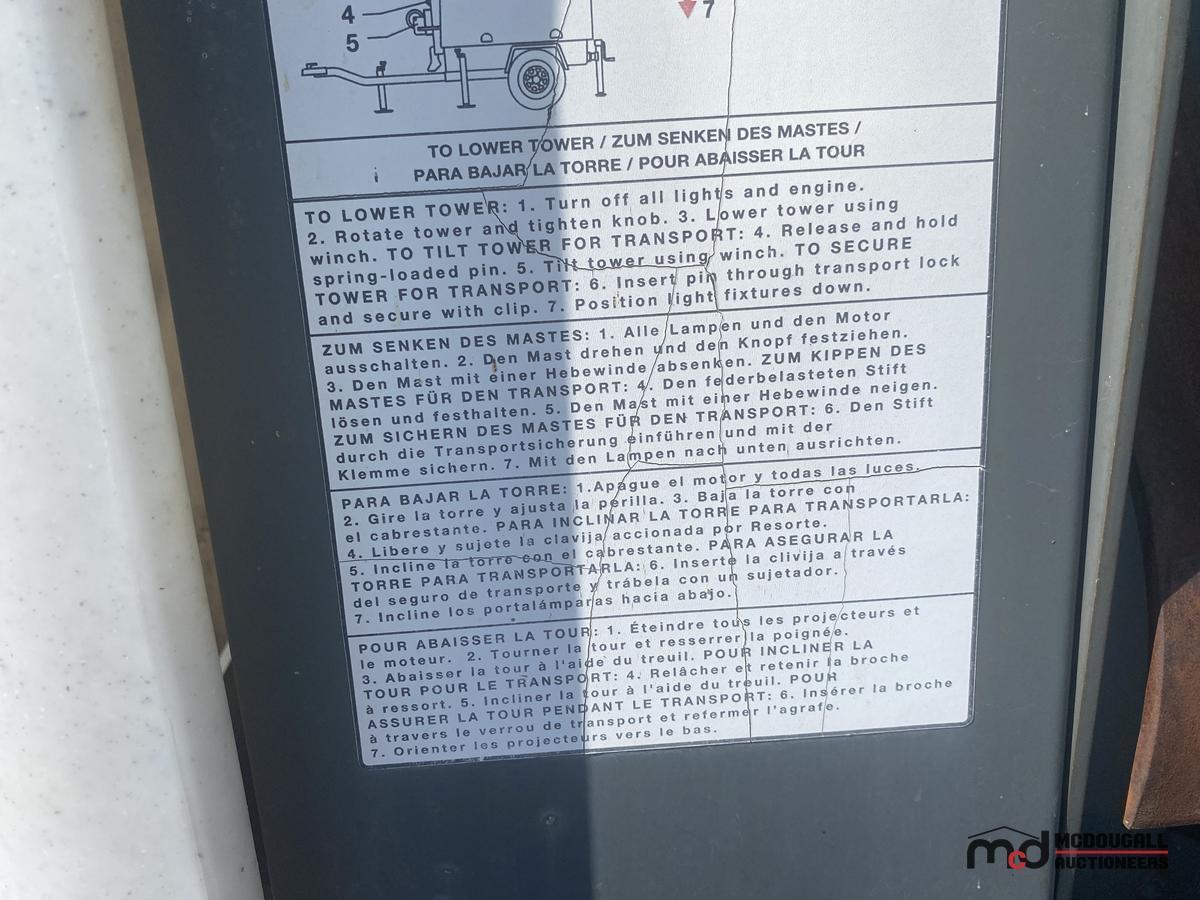 4
7
5
TO LOWER TOWER / ZUM SENKEN DES MASTES /
PARA BAJAR LA TORRE / POUR ABAISSER LA TOUR
TO LOWER TOWER: 1. Turn off all lights and engine.
2. Rotate tower and tighten knob. 3. Lower tower using
winch. TO TILT TOWER FOR TRANSPORT: 4. Release and hold
spring-loaded pin. 5. Tilt tower using winch. TO SECURE
TOWER FOR TRANSPORT: 6. Insert pin through transport lock
and secure with clip. 7. Position light fixtures down.
ZUM SENKEN DES MASTES: 1. Alle Lampen und den Motor
ausschalten. 2. Den Mast drehen und den Knopf festziehen.
3. Den Mast mit einer Hebewinde absenken. ZUM KIPPEN DES
MASTES FÜR DEN TRANSPORT: 4. Den federbelasteten Stift
lösen und festhalten. 5. Den Mast mit einer Hebewinde neigen.
ZUM SICHERN DES MASTES FÜR DEN TRANSPORT: 6. Den Stift
durch die Transportsicherung einführen und mit der
Klemme sichern. 7. Mit den Lampen nach unten ausrichten.
PARA BAJAR LA TORRE: 1.Apague el motor y todas las luces.
2. Gire la torre y ajusta la perilla. 3. Baja la torre con
el cabrestante. PARA INCLINAR LA TORRE PARA TRANSPORTARLA:
4. Libere y sujete la clavija accionada por Resorte.
5. Incline la torre con el cabrestante. PARA ASEGURAR LA
TORRE PARA TRANSPORTARLA: 6. Inserte la clivija a través
del seguro de transporte y trábela con un sujetador.
7. Incline los portalámparas hacia abajo.
POUR ABAISSER LA TOUR: 1. Éteindre tous les projecteurs et
le moteur. 2. Tourner la tour et resserrer la poignée.
3. Abaisser la tour à l'aide du treuil. POUR INCLINER LA
TOUR POUR LE TRANSPORT: 4. Relâcher et retenir la broche
à ressort. 5. Incliner la tour à l'aide du treuil. POUR
ASSURER LA TOUR PENDANT LE TRANSPORT: 6. Insérer la broche
à travers le verrou de transport et refermer l'agrafe.
7. Orienter les projecteurs vers le bas.
mcd MCDOUGALL
AUCTIONEERS